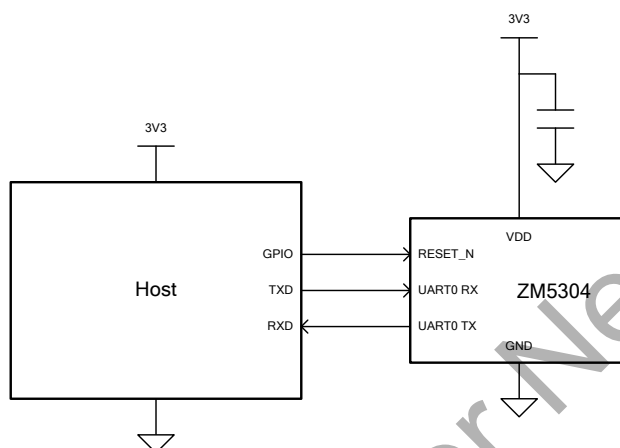 3V3
3V3
VDD
GPIO
RESET_N
Host
TXD
UART0 RX
ZM5304
RXD
UART0 TX
GND